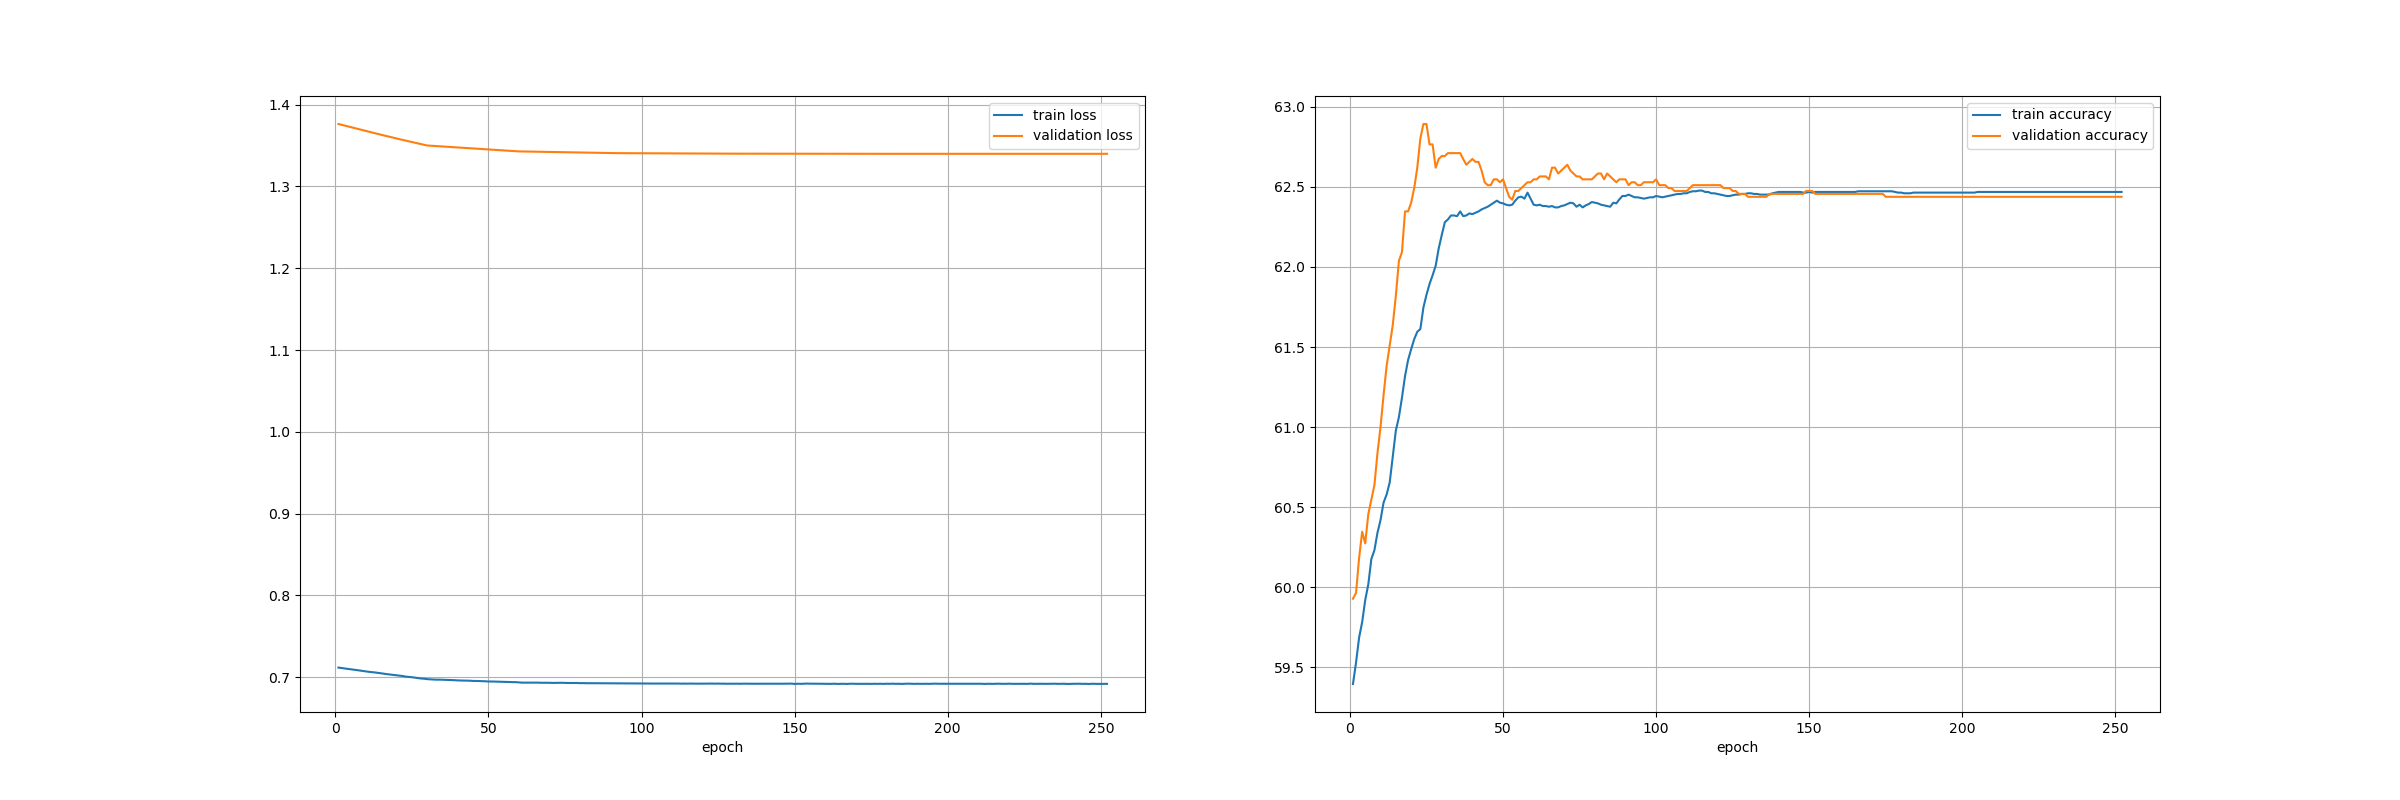 train loss
validation loss
1.4
1.3
1.2
1.1
1.0
0.9
0.8
0.7
0 50 100 150 200 250
epoch
train accuracy
validation accuracy
63.0
62.5
62.0
61.5
61.0
60.5
60.0
59.5
0 50 100 150 200 250
epoch